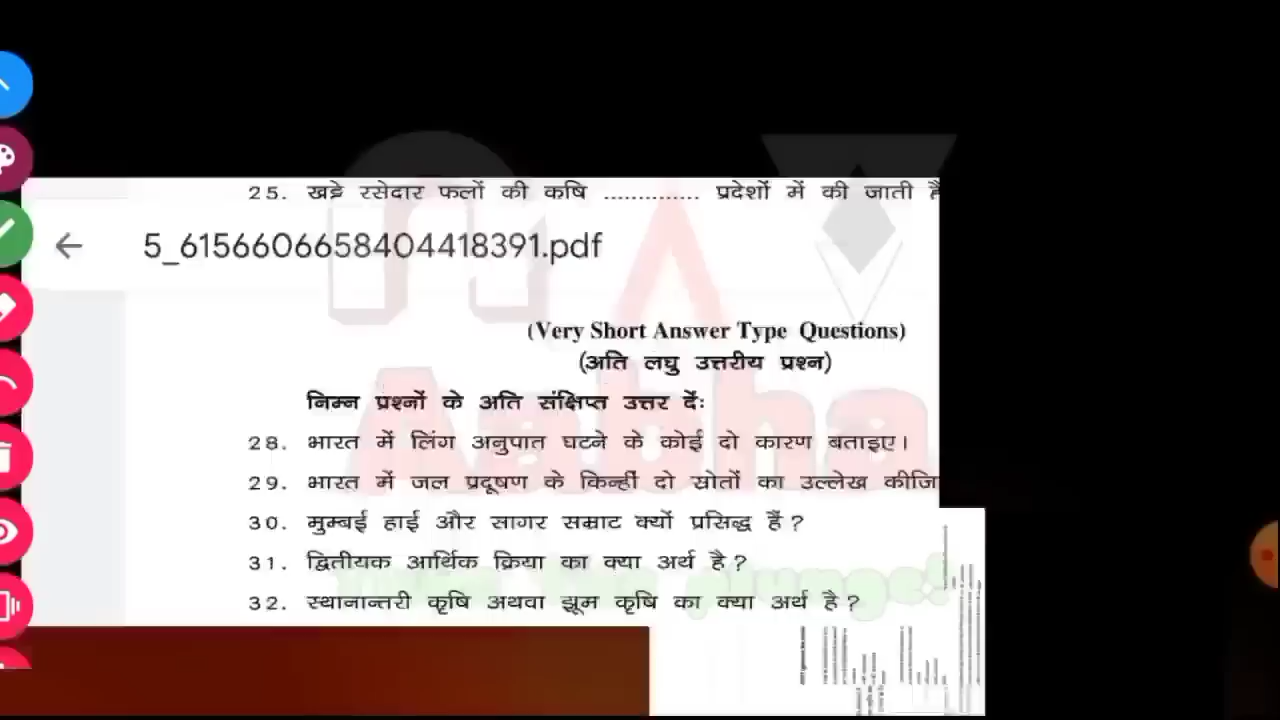 25. खट्टे रसेदार फलों की कषि .............. प्रदेशों में की जाती है
5_6156606658404418391.pdf
(Very Short Answer Type Questions)
(अति लघु उत्तरीय प्रश्न)
निम्न प्रश्नों के अति संक्षिप्त उत्तर दें:
28. भारत में लिंग अनुपात घटने के कोई दो कारण बताइए।
29. भारत में जल प्रदूषण के किन्हीं दो स्रोतों का उल्लेख कीजि
30. मुम्बई हाई और सागर सम्राट क्यों प्रसिद्ध हैं?
31. द्वितीयक आर्थिक क्रिया का क्या अर्थ है?
32. स्थानान्तरी कृषि अथवा झूम कृषि का क्या अर्थ है?
Aabha